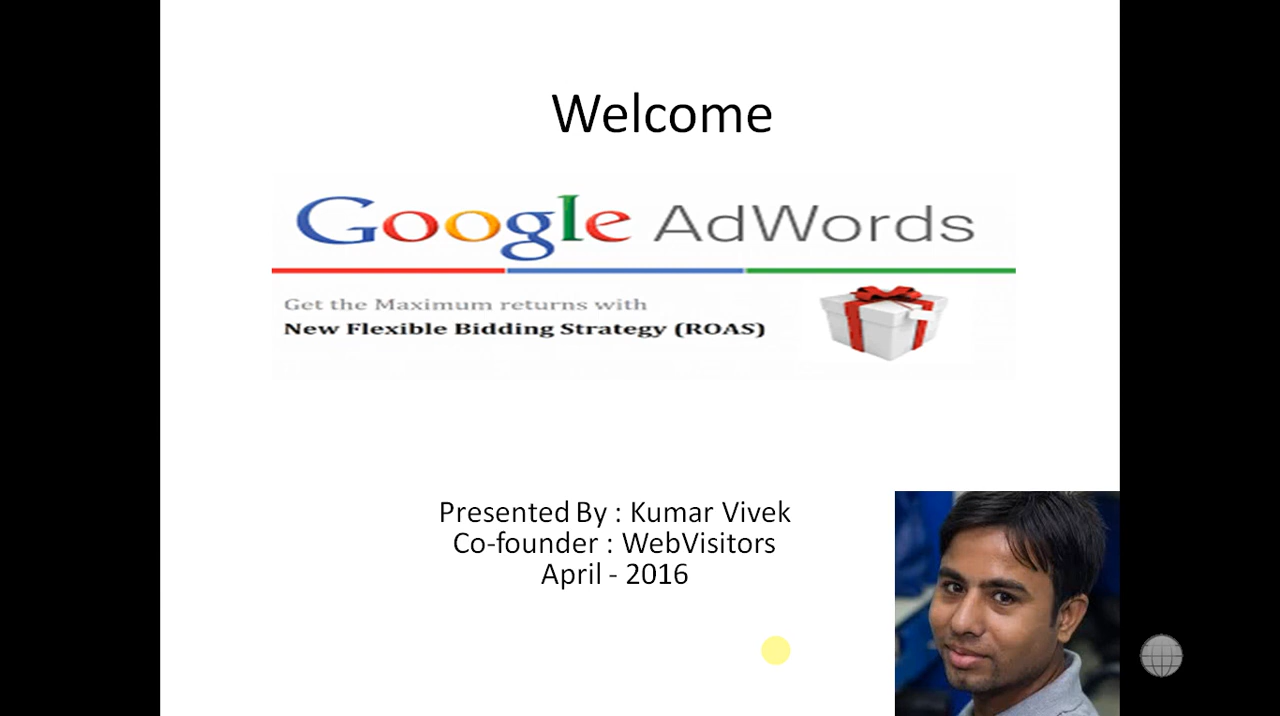 Welcome
Google AdWords
Get the Maximum returns with
New Flexible Bidding Strategy (ROAS)
Presented By : Kumar Vivek
Co-founder : WebVisitors
April - 2016